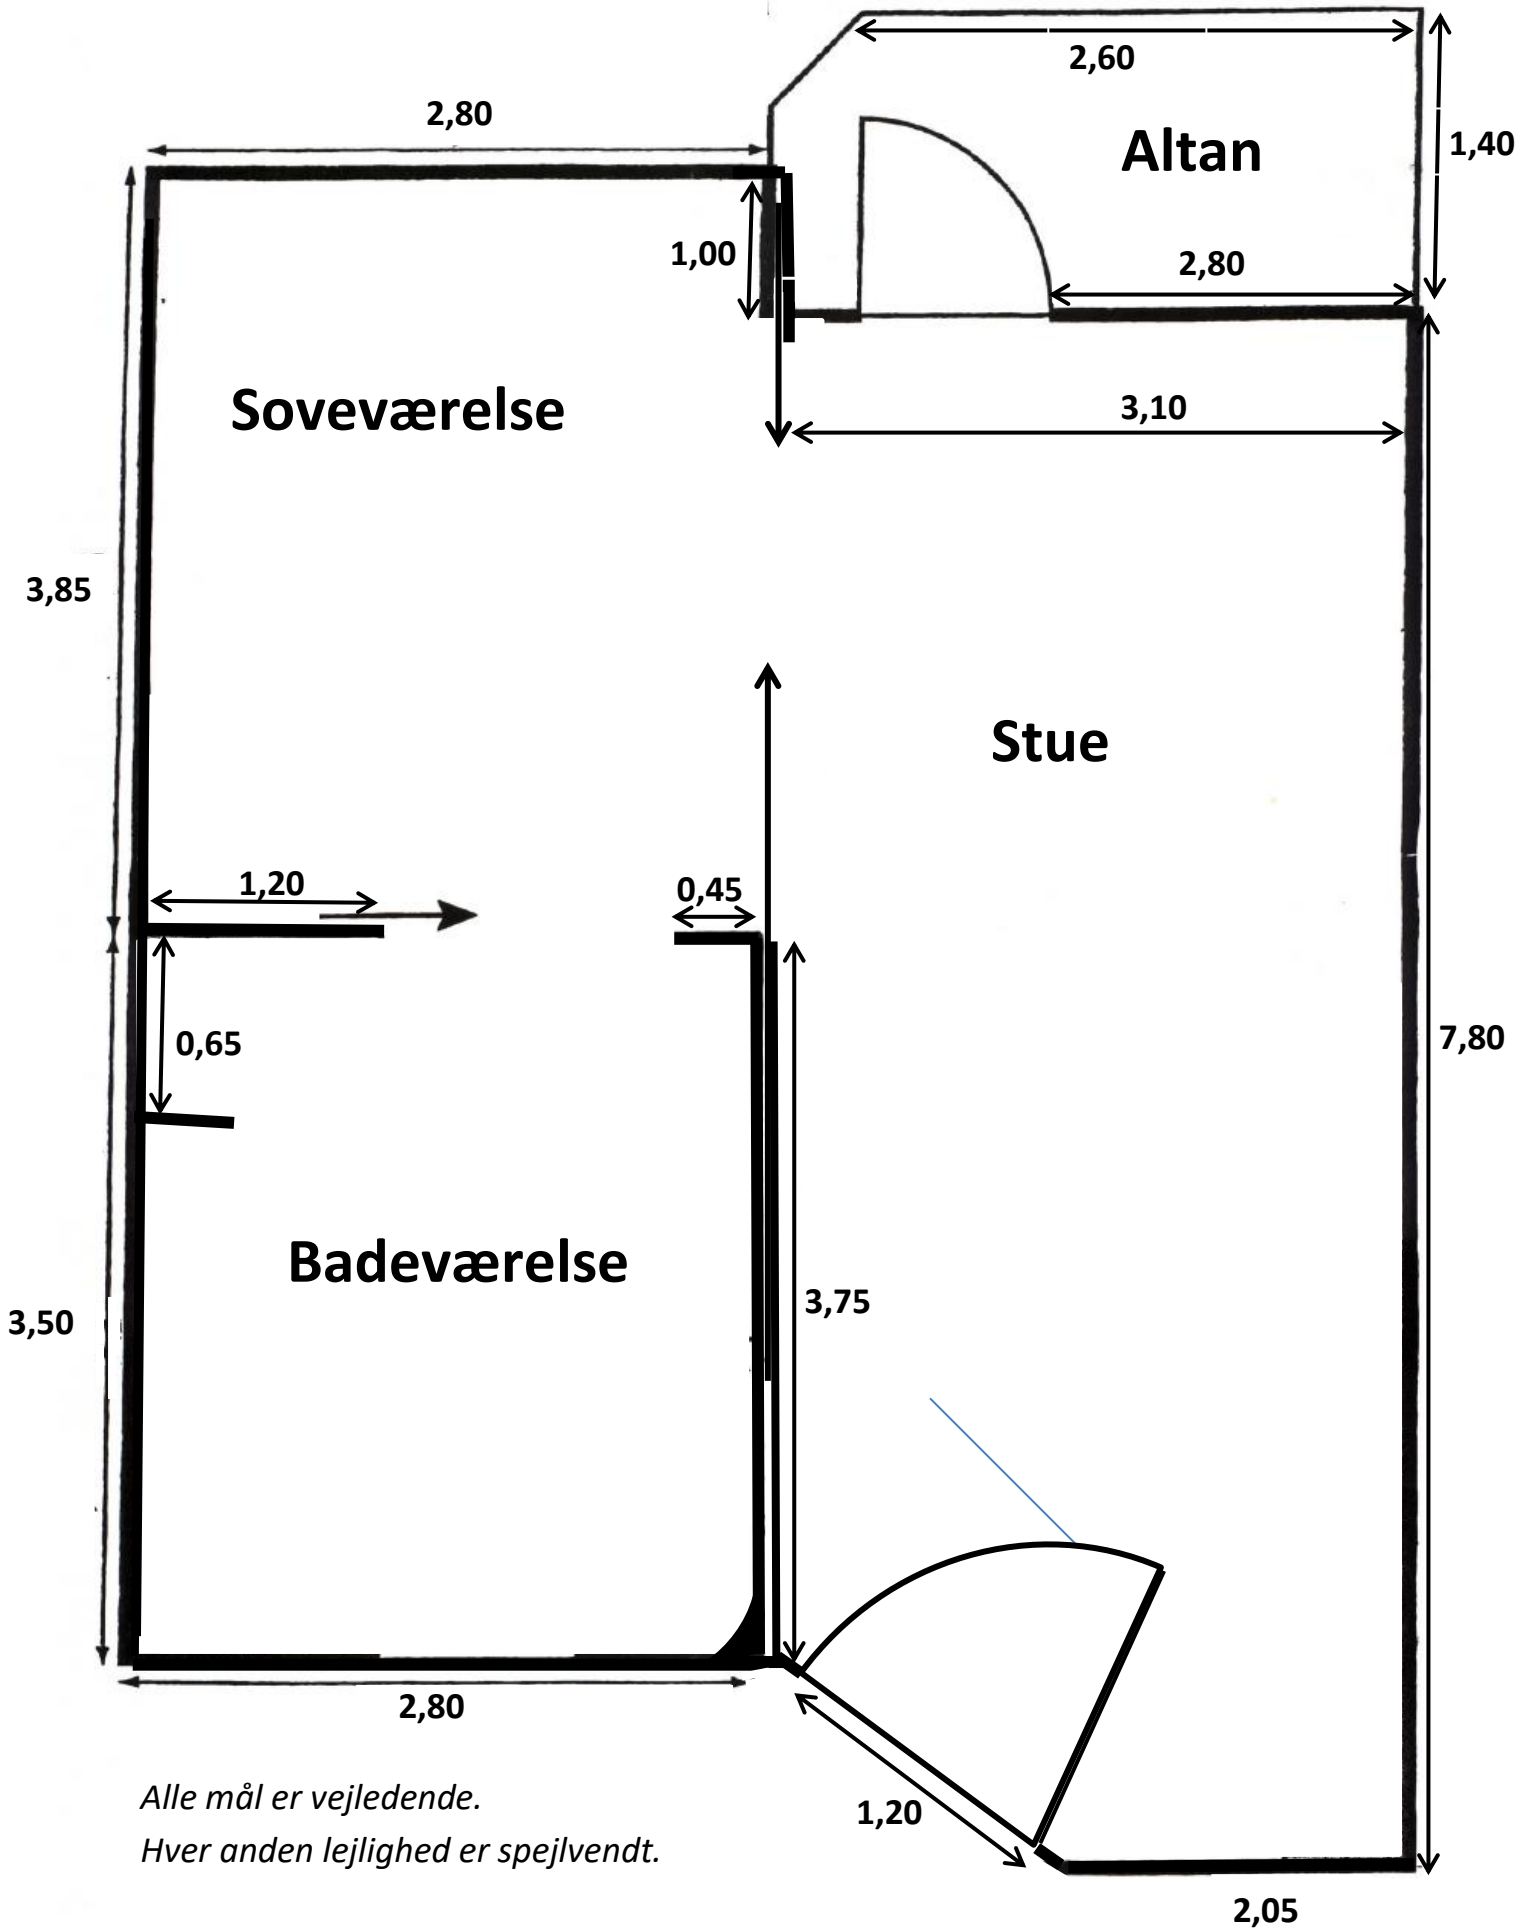 2,60
2,80
Altan
1,40
1,00
2,80
Soveværelse
3,10
3,85
Stue
1,20
0,45
0,65
7,80
Badeværelse
3,75
3,50
2,80
Alle mål er vejledende.
1,20
Hver anden lejlighed er spejlvendt.
2,05